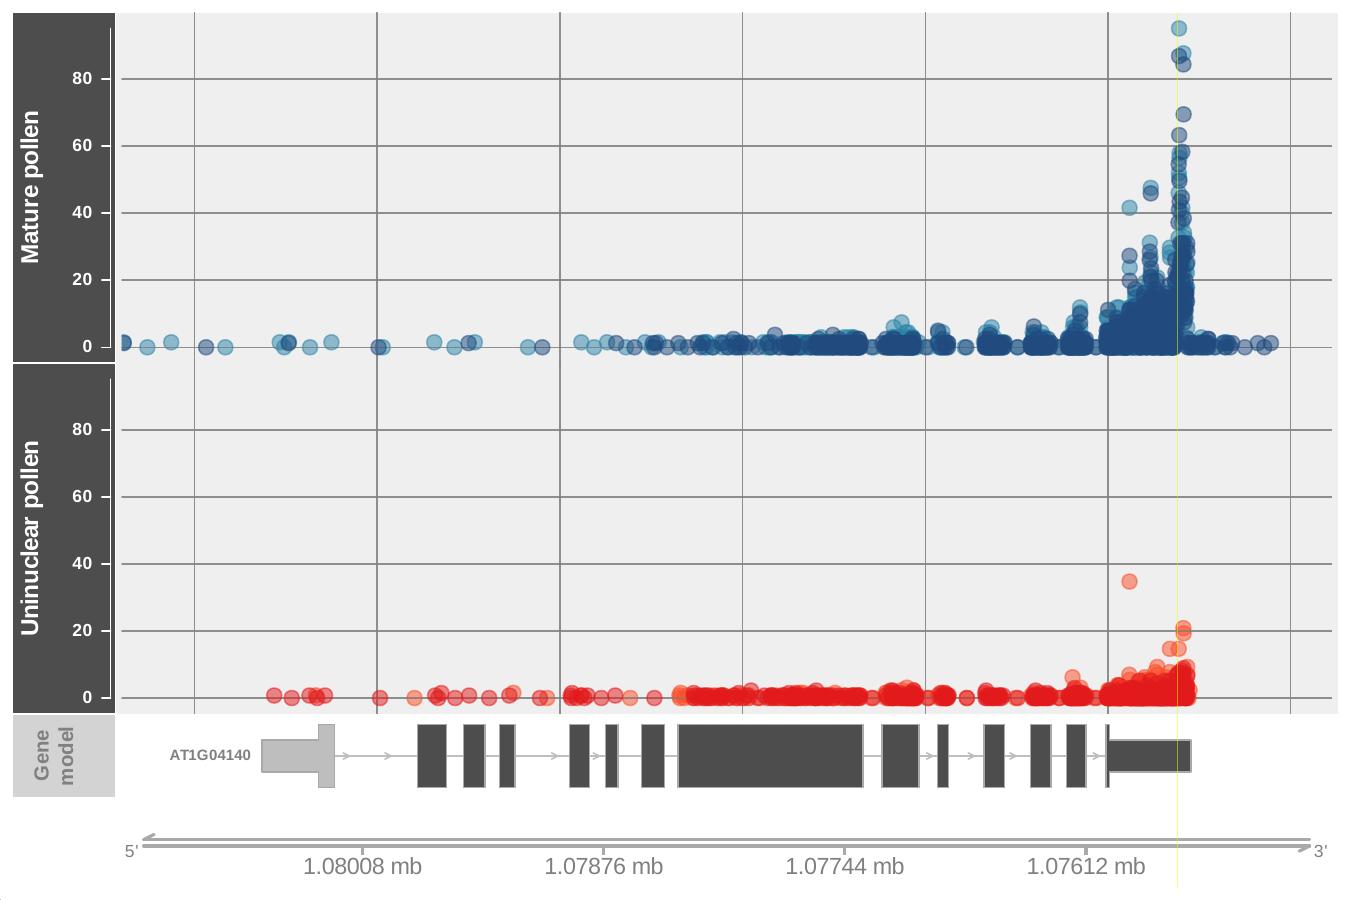 Mature pollen
80
60
40
20
0
Uninuclear pollen
80
60
40
20
0
Gene
model
AT1G04140
5'
3'
1.08008 mb
1.07876 mb
1.07744 mb
1.07612 mb